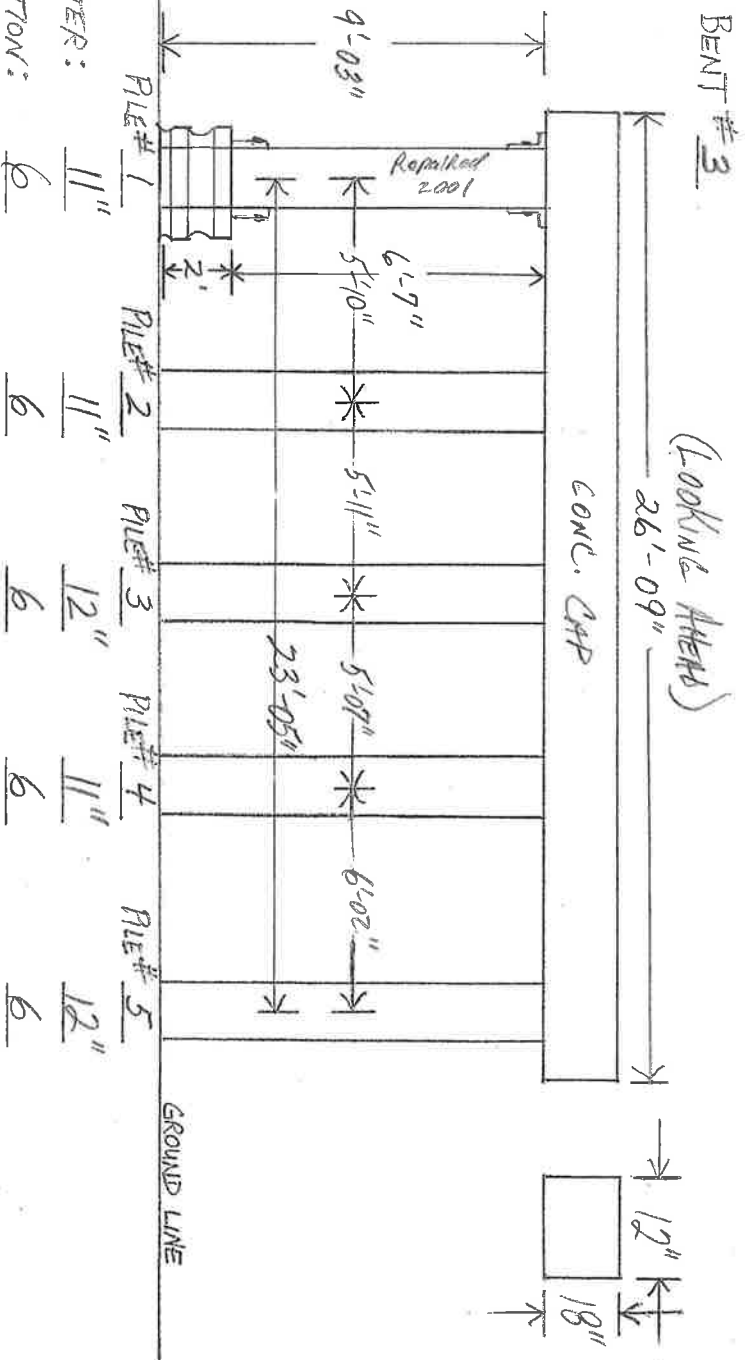 BENT #3
(LOOKING AHEAD)
26'-09"
12"
18"
CONC. CAP
9'-03"
2001
6'-7"
2'
5'-10"
5'-11"
5'-07"
6'-02"
23'-05"
GROUND LINE
PILE# 1 PILE# 2 PILE# 3 PILE# 4 PILE# 5
TER: 11" 11" 12" 11" 12"
TION: 6 6 6 6 6